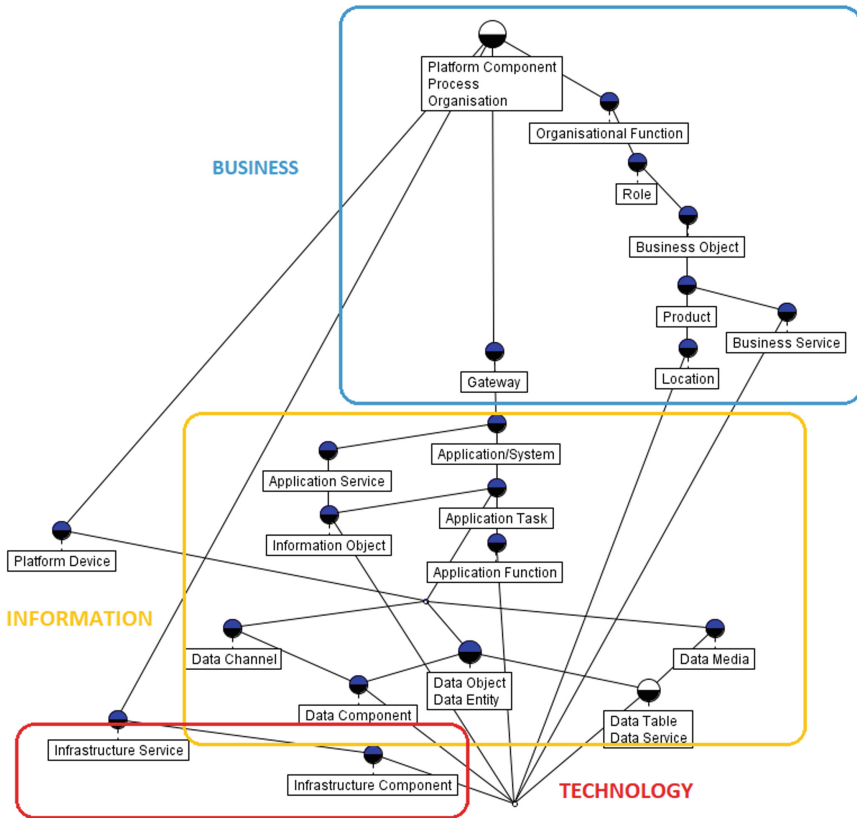 Platform Component
Process
Organisation
Organisational Function
BUSINESS
Role
Business Object
Product
Business Service
Gateway
Location
Application/System
Application Service
Application Task
Information Object
Platform Device
Application Function
INFORMATION
Data Channel
Data Media
Data Object
Data Entity
Data Component
Data Table
Data Service
Infrastructure Service
Infrastructure Component
TECHNOLOGY